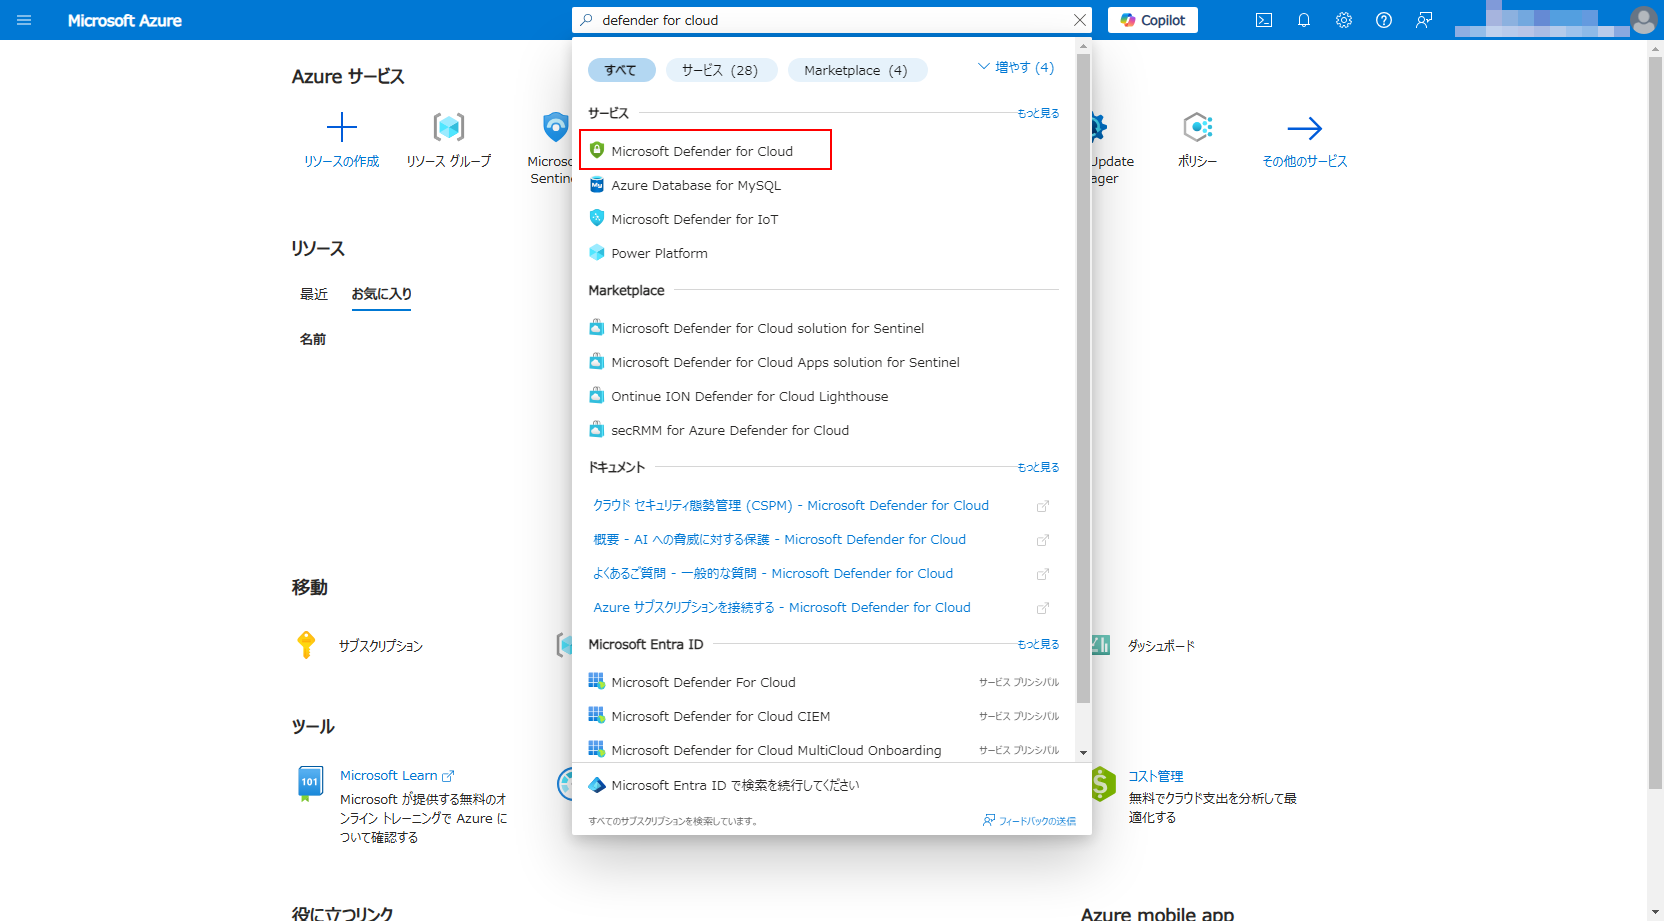 Microsoft Azure
defender for cloud
Copilot
Azure サービス
リソースの作成
リソース グループ
Microso
Sentin
Update
ager
ポリシー
その他のサービス
すべて
サービス (28)
Marketplace (4)
増やす (4)
サービス
もっと見る
Microsoft Defender for Cloud
Azure Database for MySQL
Microsoft Defender for IoT
Power Platform
Marketplace
Microsoft Defender for Cloud solution for Sentinel
Microsoft Defender for Cloud Apps solution for Sentinel
Ontinue ION Defender for Cloud Lighthouse
secRMM for Azure Defender for Cloud
ドキュメント
もっと見る
クラウド セキュリティ態勢管理 (CSPM) - Microsoft Defender for Cloud
概要 - AI への脅威に対する保護 - Microsoft Defender for Cloud
よくあるご質問 - 一般的な質問 - Microsoft Defender for Cloud
Azure サブスクリプションを接続する - Microsoft Defender for Cloud
Microsoft Entra ID
もっと見る
Microsoft Defender For Cloud
サービス プリンシパル
Microsoft Defender for Cloud CIEM
サービス プリンシパル
Microsoft Defender for Cloud MultiCloud Onboarding
サービス プリンシパル
Microsoft Entra ID で検索を続行してください
すべてのサブスクリプションを検索しています。
フィードバックの送信
リソース
最近
お気に入り
名前
移動
サブスクリプション
ダッシュボード
ツール
101
Microsoft Learn
Microsoft が提供する無料のオ
ンライン トレーニングで Azure に
ついて確認する
コスト管理
無料でクラウド支出を分析して最
適化する
役に立つリンク
Azure mobile app